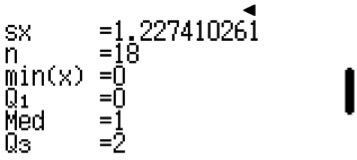 sx =1.227410261
n =18
min(x) =0
Q₁ =0
Med =1
Q₃ =2